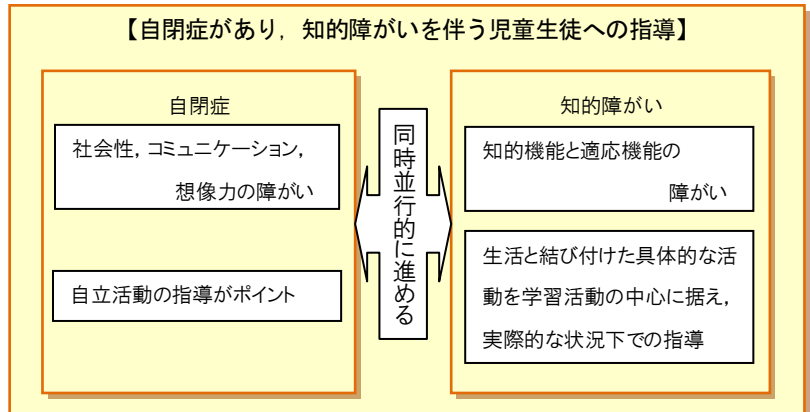 【自閉症があり，知的障がいを伴う児童生徒への指導】
自閉症
社会性，コミュニケーション，
想像力の障がい
自立活動の指導がポイント
同時並行的に進める
知的障がい
知的機能と適応機能の
障がい
生活と結び付けた具体的な活
動を学習活動の中心に据え，
実際的な状況下での指導